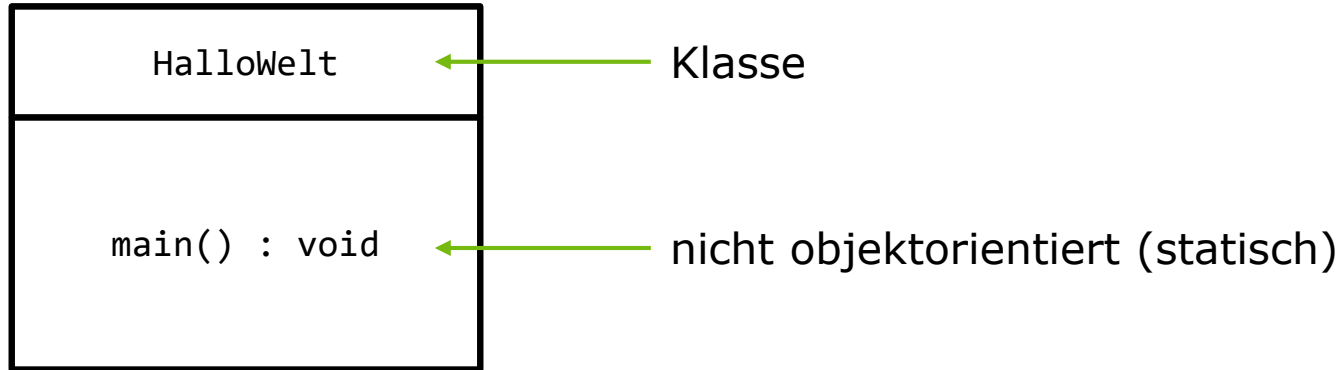 HalloWelt
Klasse
main() : void
nicht objektorientiert (statisch)